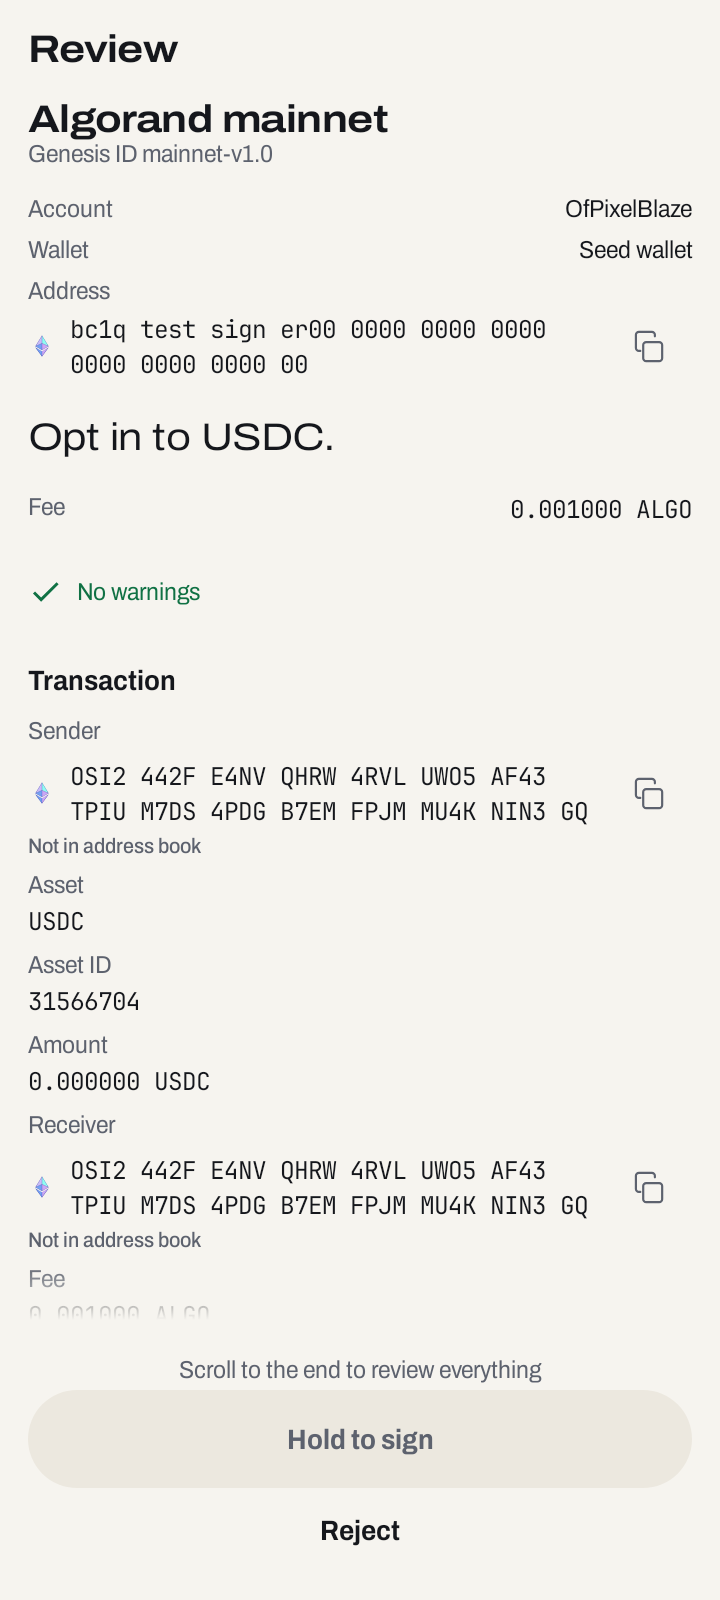 Review
Algorand mainnet
Genesis ID mainnet-v1.0
Account OfPixelBlaze
Wallet Seed wallet
Address
bc1q test sign er00 0000 0000 0000
0000 0000 0000 00
Opt in to USDC.
Fee 0.001000 ALGO
No warnings
Transaction
Sender
OSI2 442F E4NV QHRW 4RVL UWO5 AF43
TPIU M7DS 4PDG B7EM FPJM MU4K NIN3 GQ
Not in address book
Asset
USDC
Asset ID
31566704
Amount
0.000000 USDC
Receiver
OSI2 442F E4NV QHRW 4RVL UWO5 AF43
TPIU M7DS 4PDG B7EM FPJM MU4K NIN3 GQ
Not in address book
Fee
0.001000 ALGO
Scroll to the end to review everything
Hold to sign
Reject